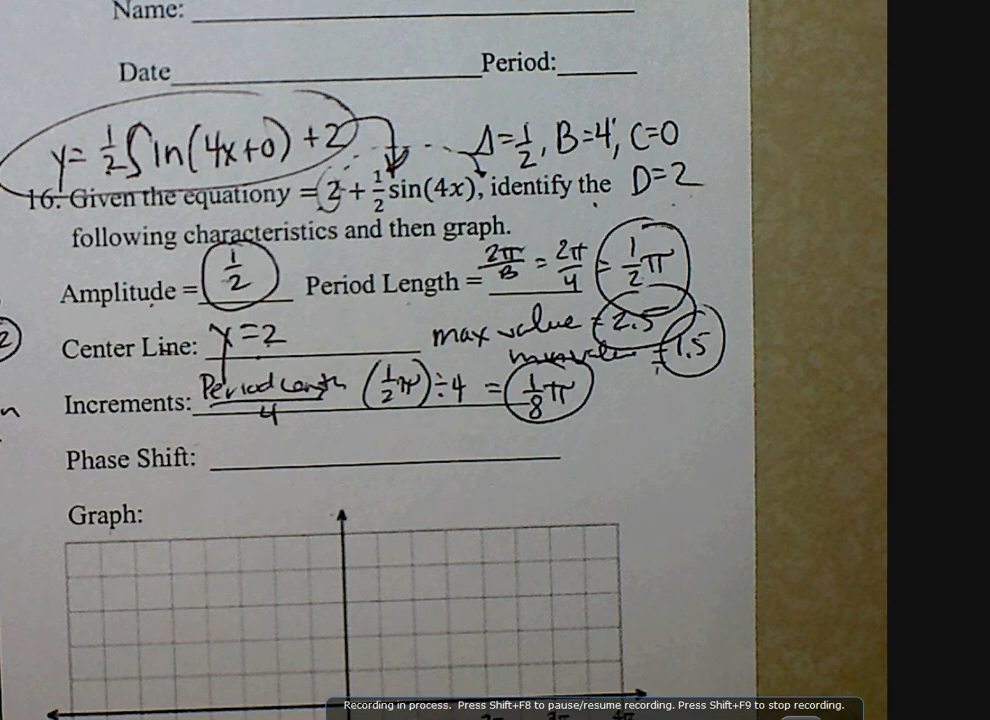 Name:
Date Period:
y = 1/2 Sin(4x+0) +2 A=1/2, B=4, C=0
16. Given the equation y = 2 + 1/2 sin(4x), identify the D=2
following characteristics and then graph.
Amplitude = 1/2 Period Length = 2π/B = 2π/4 = 1/2 π
Center Line: y=2 max value = 2.5
= 1.5
Increments: Period Length/4 (1/2 π) ÷ 4 = 1/8 π
Phase Shift:
Graph:
Recording in process. Press Shift+F8 to pause/resume recording. Press Shift+F9 to stop recording.